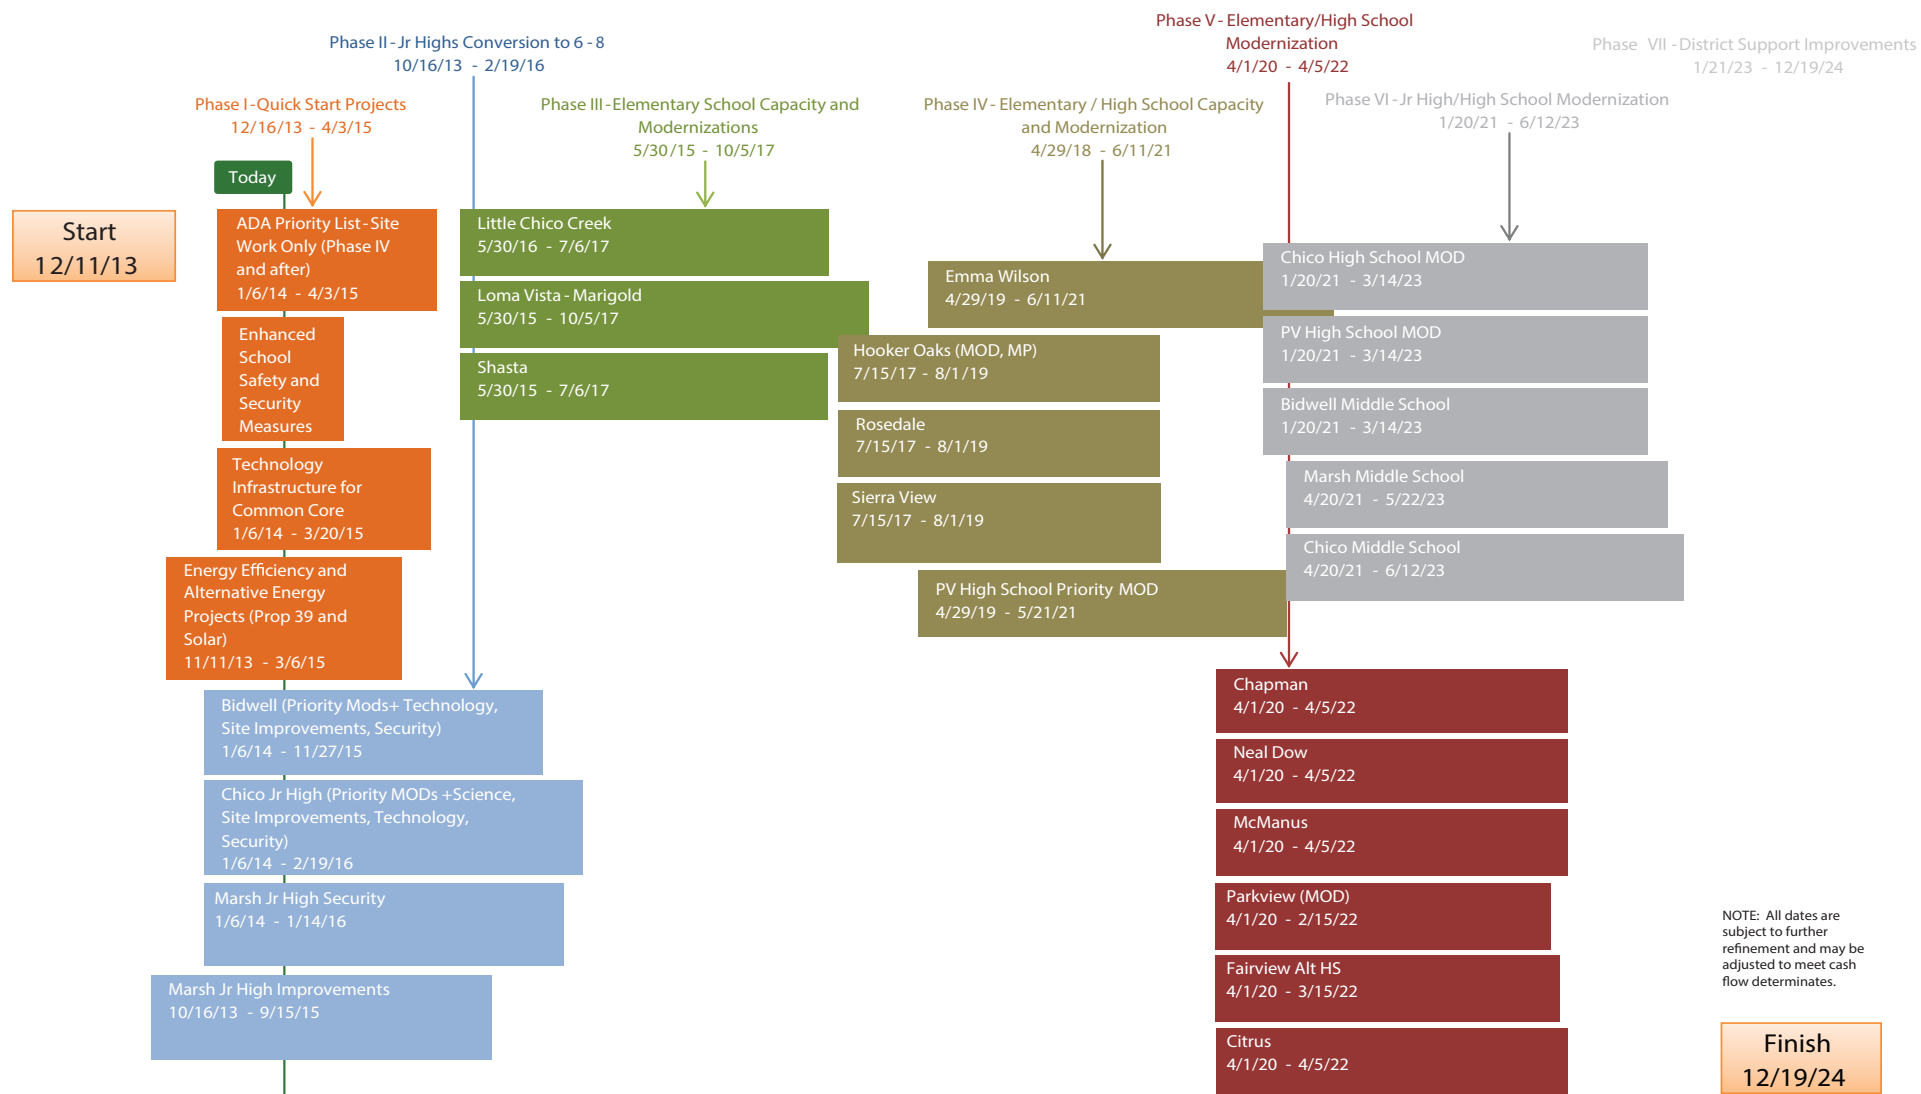 Phase V - Elementary/High School
Modernization
4/1/20 - 4/5/22
Phase II - Jr Highs Conversion to 6 - 8
10/16/13 - 2/19/16
Phase VII - District Support Improvements
1/21/23 - 12/19/24
Phase I - Quick Start Projects
12/16/13 - 4/3/15
Phase III - Elementary School Capacity and
Modernizations
5/30/15 - 10/5/17
Phase IV - Elementary / High School Capacity
and Modernization
4/29/18 - 6/11/21
Phase VI - Jr High/High School Modernization
1/20/21 - 6/12/23
Today
Start
12/11/13
ADA Priority List - Site
Work Only (Phase IV
and after)
1/6/14 - 4/3/15
Enhanced
School
Safety and
Security
Measures
Technology
Infrastructure for
Common Core
1/6/14 - 3/20/15
Energy Efficiency and
Alternative Energy
Projects (Prop 39 and
Solar)
11/11/13 - 3/6/15
Bidwell (Priority Mods+ Technology,
Site Improvements, Security)
1/6/14 - 11/27/15
Chico Jr High (Priority MODs +Science,
Site Improvements, Technology,
Security)
1/6/14 - 2/19/16
Marsh Jr High Security
1/6/14 - 1/14/16
Marsh Jr High Improvements
10/16/13 - 9/15/15
Little Chico Creek
5/30/16 - 7/6/17
Loma Vista - Marigold
5/30/15 - 10/5/17
Shasta
5/30/15 - 7/6/17
Emma Wilson
4/29/19 - 6/11/21
Hooker Oaks (MOD, MP)
7/15/17 - 8/1/19
Rosedale
7/15/17 - 8/1/19
Sierra View
7/15/17 - 8/1/19
PV High School Priority MOD
4/29/19 - 5/21/21
Chico High School MOD
1/20/21 - 3/14/23
PV High School MOD
1/20/21 - 3/14/23
Bidwell Middle School
1/20/21 - 3/14/23
Marsh Middle School
4/20/21 - 5/22/23
Chico Middle School
4/20/21 - 6/12/23
Chapman
4/1/20 - 4/5/22
Neal Dow
4/1/20 - 4/5/22
McManus
4/1/20 - 4/5/22
Parkview (MOD)
4/1/20 - 2/15/22
Fairview Alt HS
4/1/20 - 3/15/22
Citrus
4/1/20 - 4/5/22
NOTE: All dates are
subject to further
refinement and may be
adjusted to meet cash
flow determinates.
Finish
12/19/24